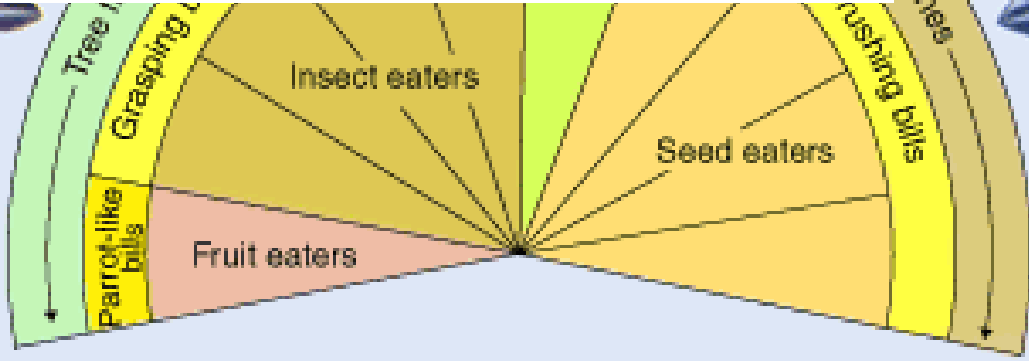 Tree
Grasping
Insect eaters
rushing bills
Seed eaters
Parrot-like
bills
Fruit eaters